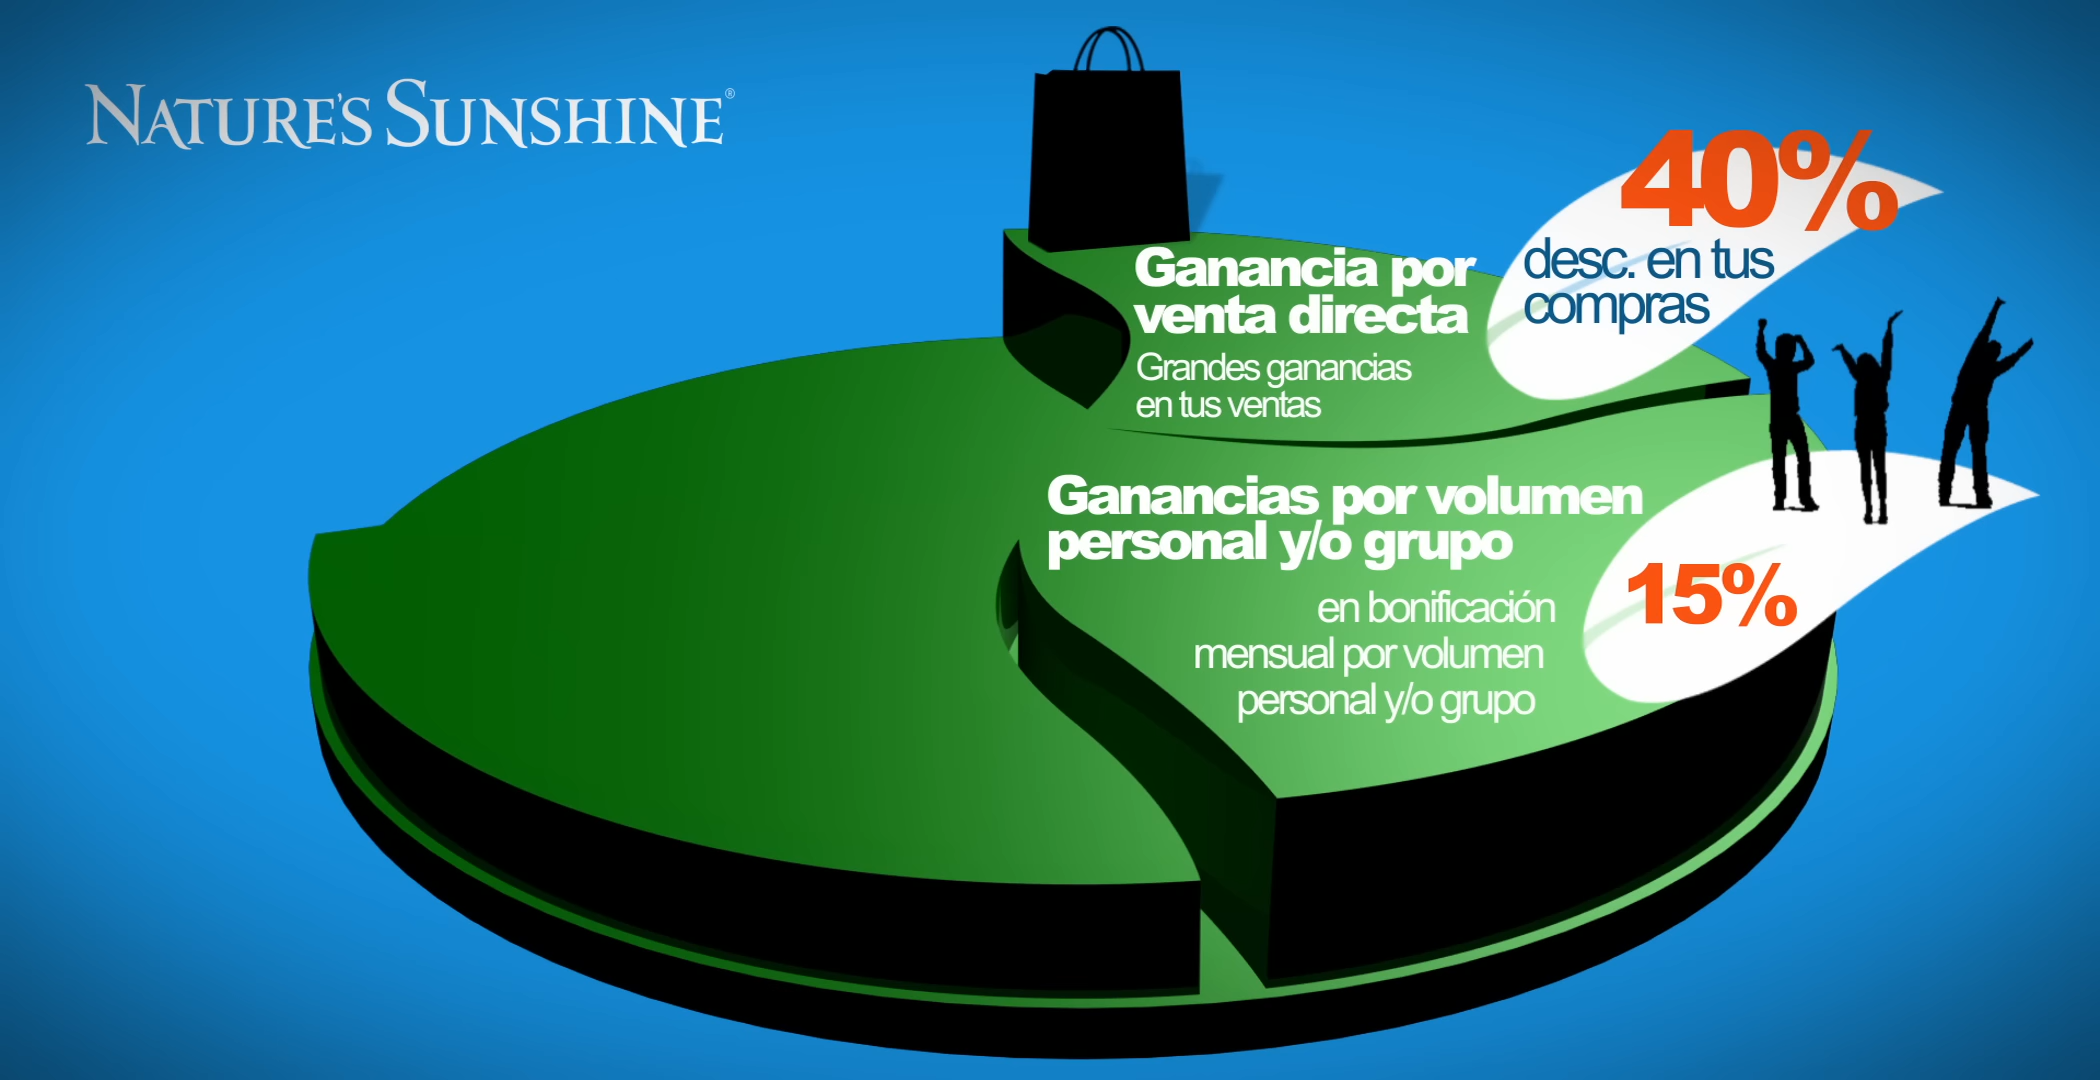 NATURE'S SUNSHINE®
40%
desc. en tus
compras
Ganancia por
venta directa
Grandes ganancias
en tus ventas
Ganancias por volumen
personal y/o grupo
15%
en bonificación
mensual por volumen
personal y/o grupo